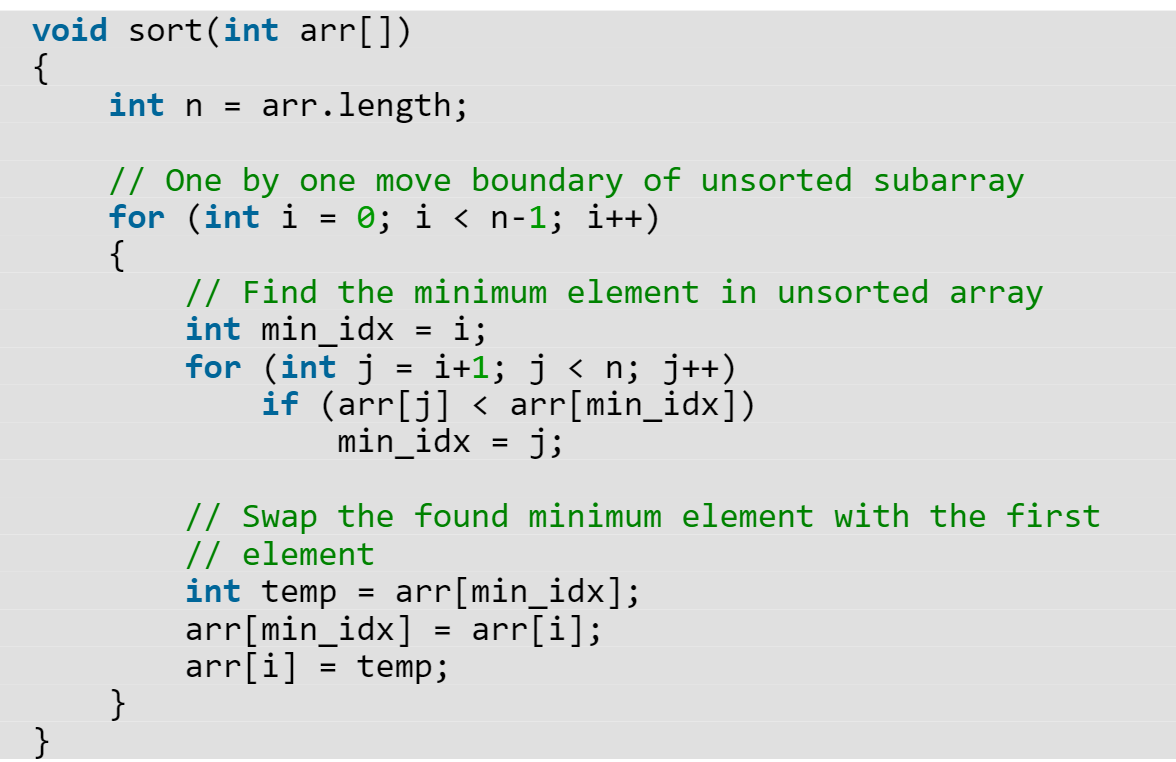 void sort(int arr[])
{
    int n = arr.length;

    // One by one move boundary of unsorted subarray
    for (int i = 0; i < n-1; i++)
    {
        // Find the minimum element in unsorted array
        int min_idx = i;
        for (int j = i+1; j < n; j++)
            if (arr[j] < arr[min_idx])
                min_idx = j;

        // Swap the found minimum element with the first
        // element
        int temp = arr[min_idx];
        arr[min_idx] = arr[i];
        arr[i] = temp;
    }
}